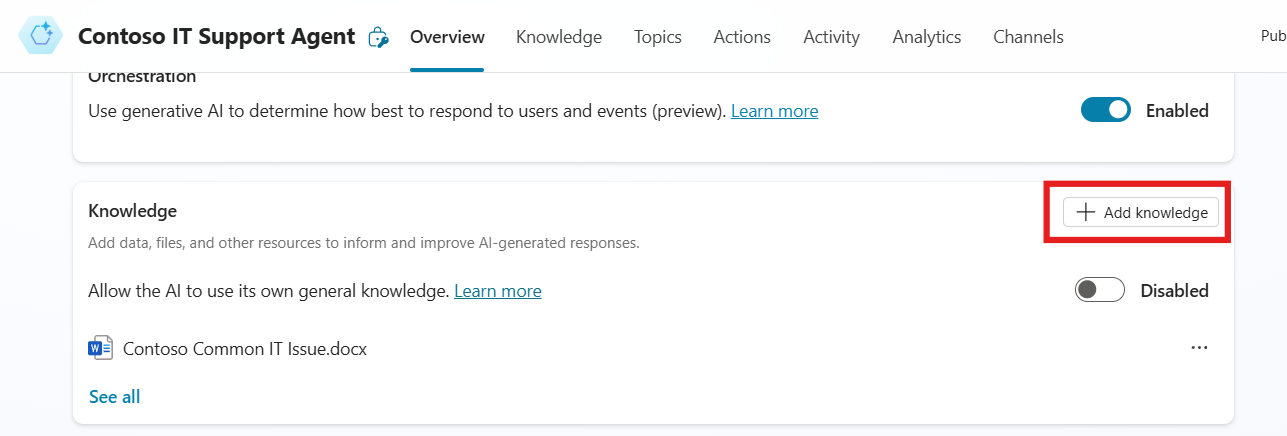 Contoso IT Support Agent Overview Knowledge Topics Actions Activity Analytics Channels Pub
Orchestration
Use generative AI to determine how best to respond to users and events (preview). Learn more Enabled
Knowledge
Add knowledge
Add data, files, and other resources to inform and improve AI-generated responses.
Allow the AI to use its own general knowledge. Learn more Disabled
W Contoso Common IT Issue.docx
See all